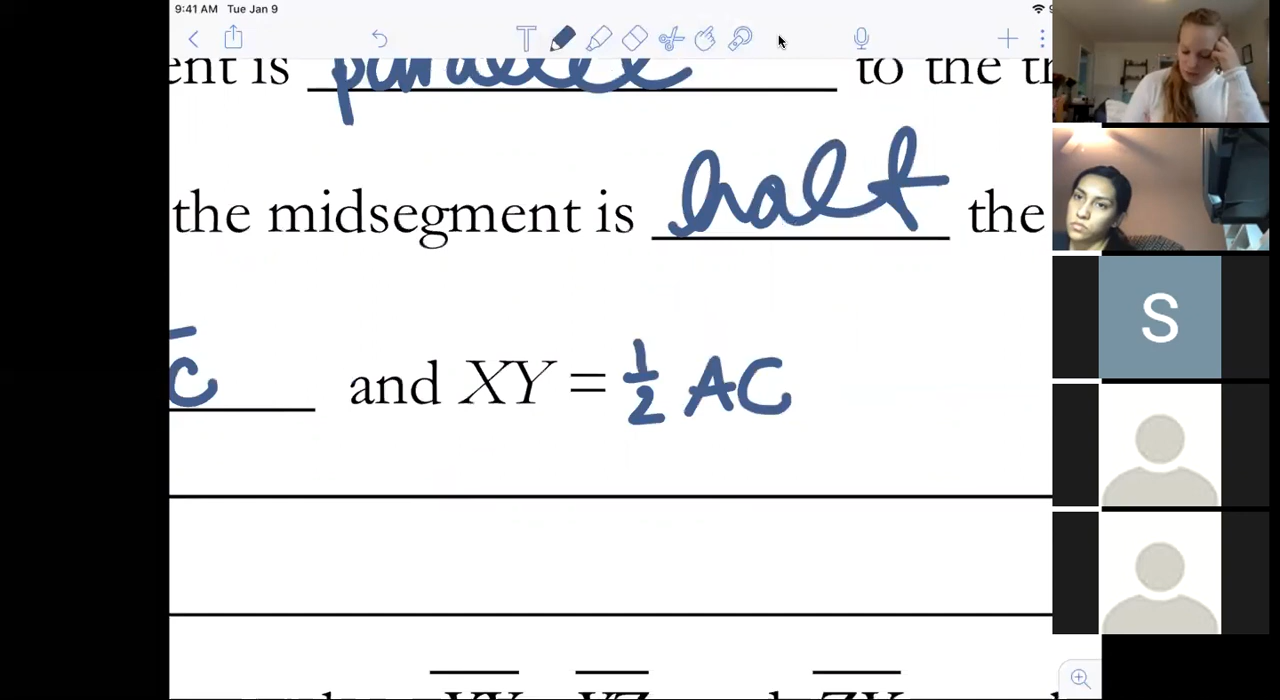 9:41 AM Tue Jan 9
ent is parallel to the
the midsegment is half the
C and XY = 1/2 AC
S